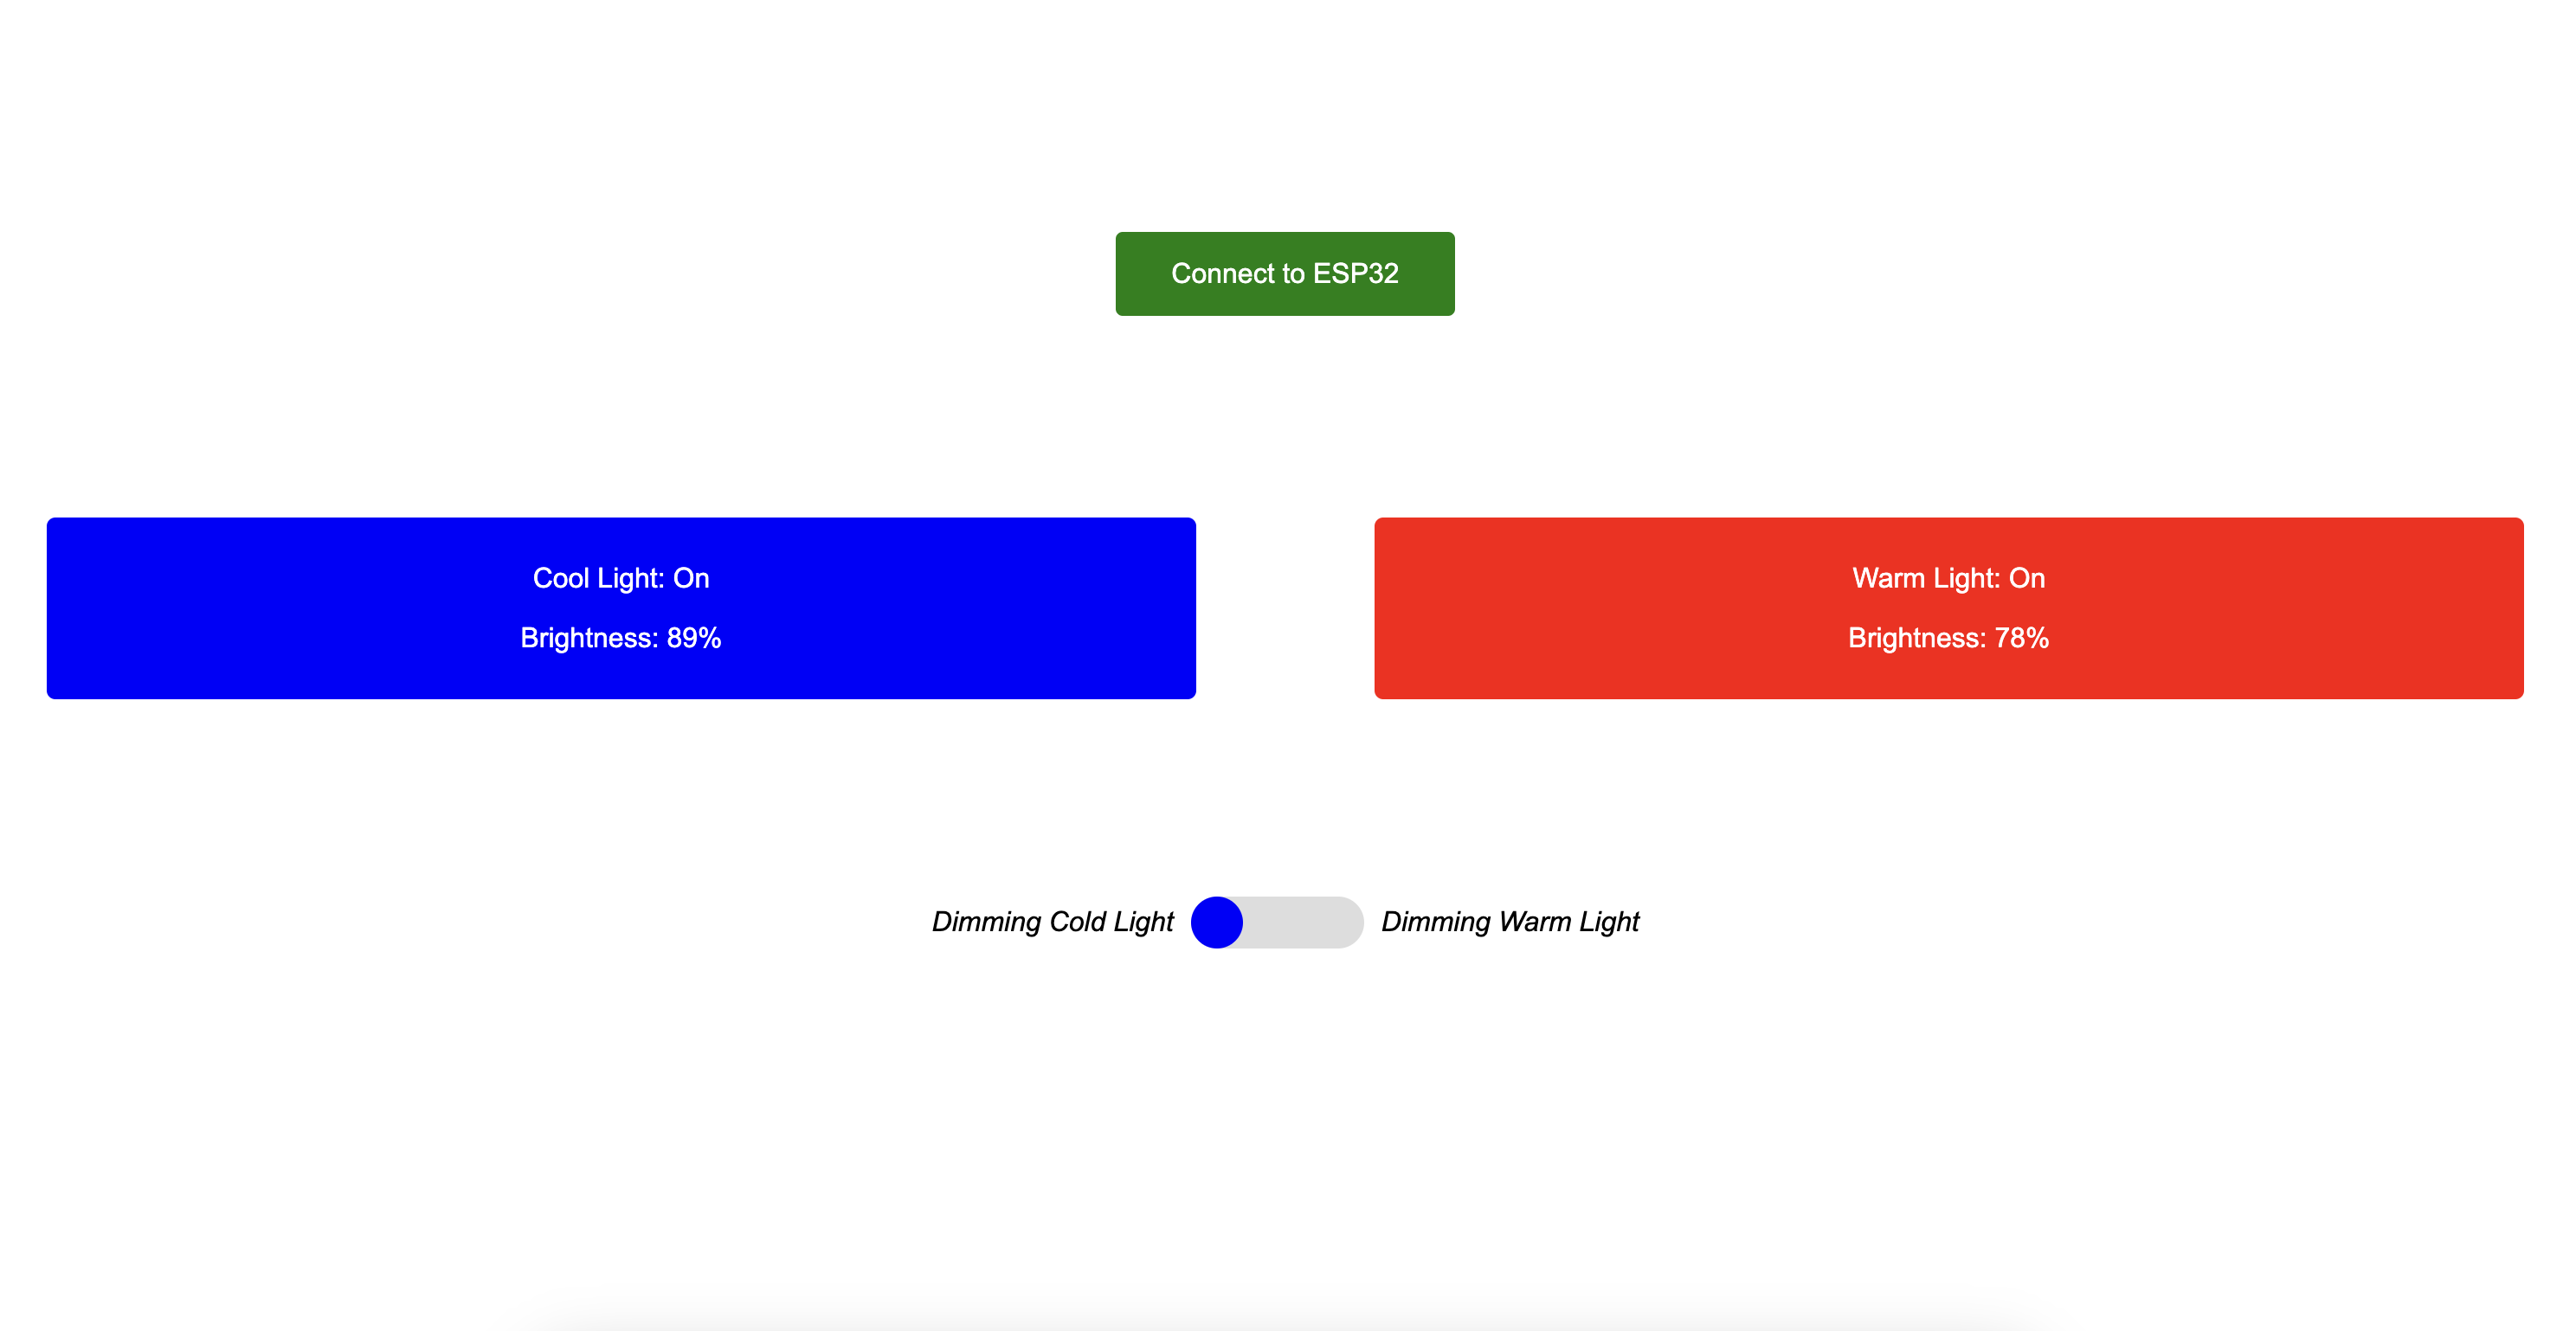 Connect to ESP32
Cool Light: On
Brightness: 89%
Warm Light: On
Brightness: 78%
Dimming Cold Light
Dimming Warm Light